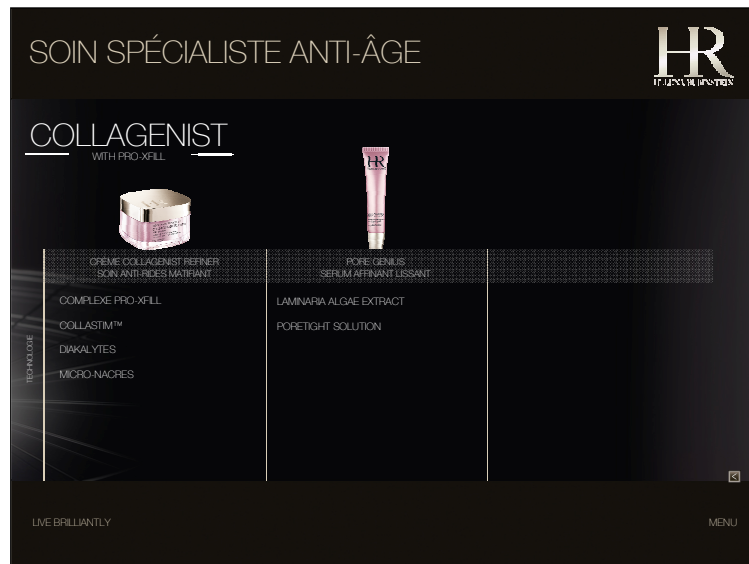 SOIN SPÉCIALISTE ANTI-ÂGE
HR
HELENA RUBINSTEIN
COLLAGENIST
WITH PRO-XFILL
HR
CRÈME COLLAGENIST REFINER
SOIN ANTI-RIDES MATIFIANT
PORE GENIUS
SERUM AFFINANT LISSANT
COMPLEXE PRO-XFILL
COLLASTIM™
DIAKALYTES
MICRO-NACRES
LAMINARIA ALGAE EXTRACT
PORETIGHT SOLUTION
TECHNOLOGIE
LIVE BRILLIANTLY
MENU